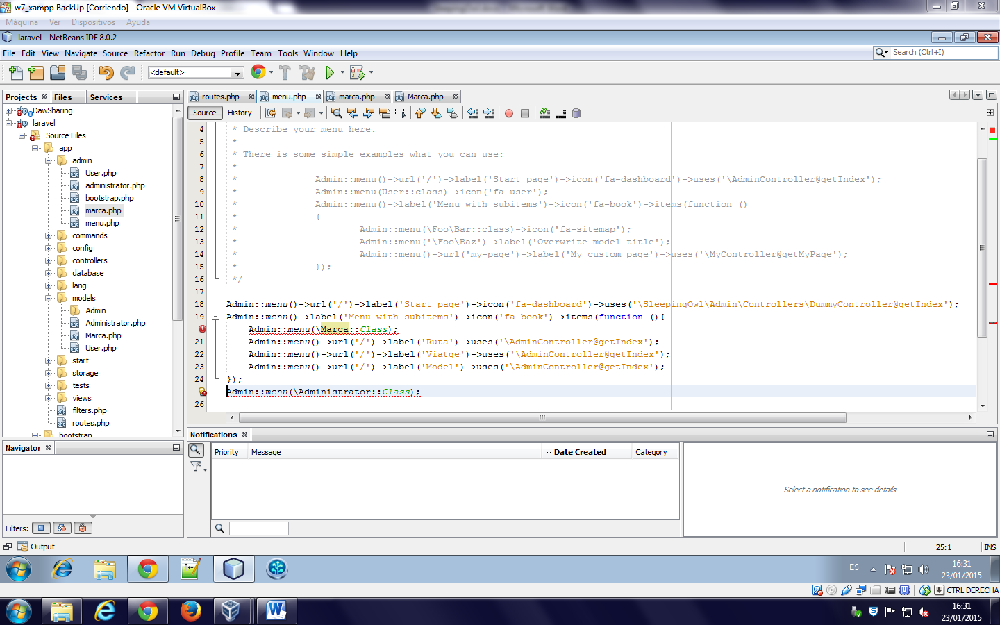 w7_xampp BackUp [Corriendo] - Oracle VM VirtualBox
Máquina Ver Dispositivos Ayuda
laravel - NetBeans IDE 8.0.2
File Edit View Navigate Source Refactor Run Debug Profile Team Tools Window Help
Search (Ctrl+I)
<default>
Projects Files Services
routes.php menu.php marca.php Marca.php
Source History
DawSharing
laravel
Source Files
app
admin
User.php
administrator.php
bootstrap.php
marca.php
menu.php
commands
config
controllers
database
lang
models
Admin
Administrator.php
Marca.php
User.php
start
storage
tests
views
filters.php
routes.php
bootstrap
4 * Describe your menu here.
5 *
6 * There is some simple examples what you can use:
7 *
8 * Admin::menu()->url('/')->label('Start page')->icon('fa-dashboard')->uses('\AdminController@getIndex');
9 * Admin::menu(User::class)->icon('fa-user');
10 * Admin::menu()->label('Menu with subitems')->icon('fa-book')->items(function ()
11 * {
12 * Admin::menu(\Foo\Bar::class)->icon('fa-sitemap');
13 * Admin::menu('\Foo\Baz')->label('Overwrite model title');
14 * Admin::menu()->url('my-page')->label('My custom page')->uses('\MyController@getMyPage');
15 * });
16 */
17
18 Admin::menu()->url('/')->label('Start page')->icon('fa-dashboard')->uses('\SleepingOwl\Admin\Controllers\DummyController@getIndex');
19 Admin::menu()->label('Menu with subitems')->icon('fa-book')->items(function (){
Admin::menu(\Marca::Class);
21 Admin::menu()->url('/')->label('Ruta')->uses('\AdminController@getIndex');
22 Admin::menu()->url('/')->label('Viatge')->uses('\AdminController@getIndex');
23 Admin::menu()->url('/')->label('Model')->uses('\AdminController@getIndex');
24 });
Admin::menu(\Administrator::Class);
26
Navigator
Filters:
Notifications
Priority Message Date Created Category
Select a notification to see details
Output
25:1 INS
ES
16:31
23/01/2015
CTRL DERECHA
16:31
23/01/2015